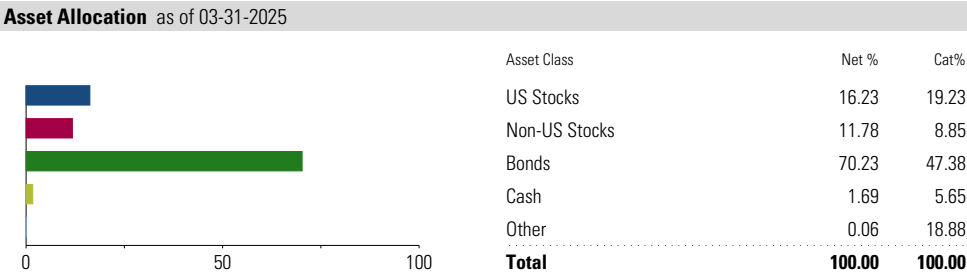 Asset Allocation as of 03-31-2025
Asset Class Net % Cat%
US Stocks 16.23 19.23
Non-US Stocks 11.78 8.85
Bonds 70.23 47.38
Cash 1.69 5.65
Other 0.06 18.88
0 50 100
Total 100.00 100.00